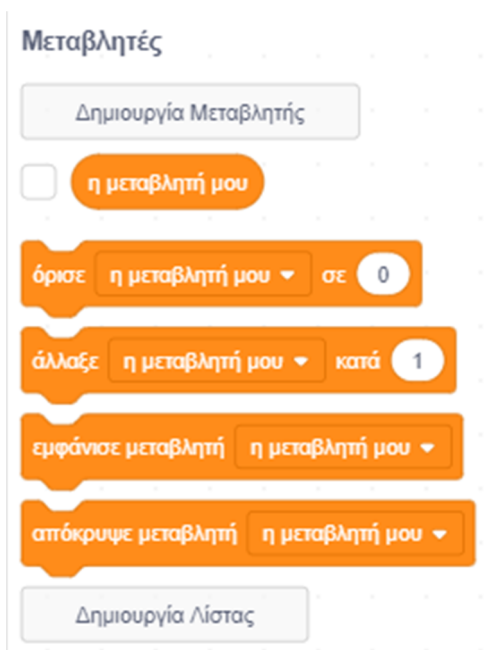 Μεταβλητές
Δημιουργία Μεταβλητής
η μεταβλητή μου
όρισε η μεταβλητή μου σε 0
άλλαξε η μεταβλητή μου κατά 1
εμφάνισε μεταβλητή η μεταβλητή μου
απόκρυψε μεταβλητή η μεταβλητή μου
Δημιουργία Λίστας